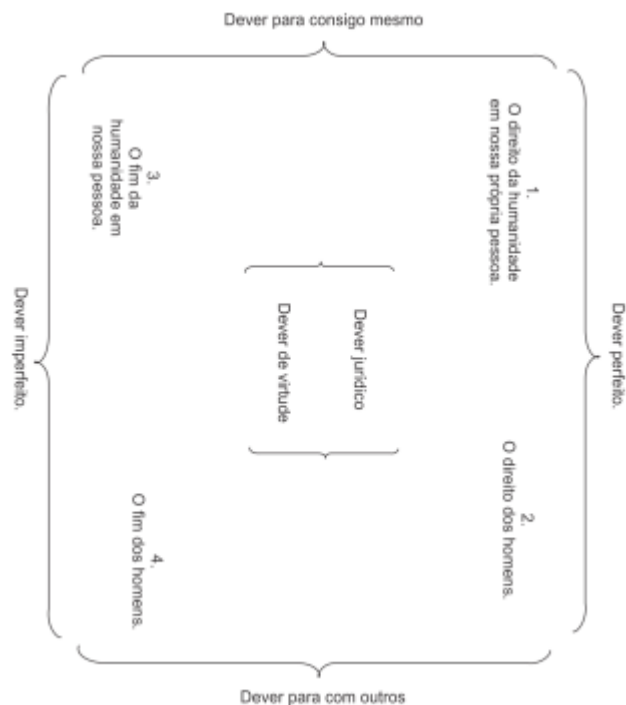 Dever para consigo mesmo
Dever perfeito.
1.
O direito da humanidade
em nossa própria pessoa.
2.
O direito dos homens.
Dever jurídico
Dever de virtude
3.
O fim da
humanidade em
nossa pessoa.
4.
O fim dos homens.
Dever imperfeito.
Dever para com outros